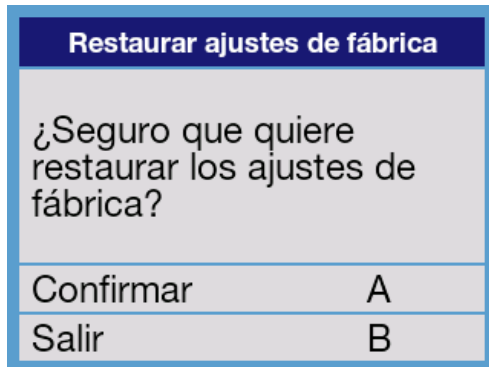 Restaurar ajustes de fábrica
¿Seguro que quiere
restaurar los ajustes de
fábrica?
Confirmar A
Salir B